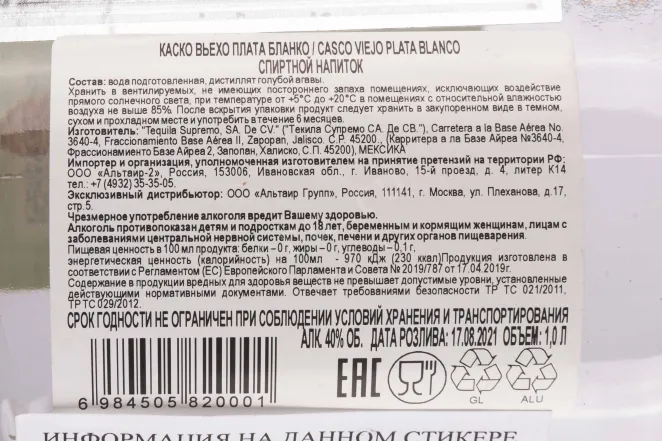 КАСКО ВЬЕХО ПЛАТА БЛАНКО / CASCO VIEJO PLATA BLANCO
СПИРТНОЙ НАПИТОК
Состав: вода подготовленная, дистиллят голубой агавы.
Хранить в вентилируемых, не имеющих постороннего запаха помещениях, исключающих воздействие
прямого солнечного света, при температуре от +5°С до +20°С в помещениях с относительной влажностью
воздуха не выше 85%. После вскрытия упаковки продукт следует хранить в закупоренном виде в темном,
сухом и прохладном месте и употребить в течение 6 месяцев.
Изготовитель: "Tequila Supremo, SA. De CV." ("Текила Супремо СА. Де СВ."), Carretera a la Base Aérea No.
3640-4, Fraccionamiento Base Aérea II, Zapopan, Jalisco, C.P. 45200., (Карритера а ла Бasе Аéреа №3640-4,
Фрассионамиенто Базе Айреа 2, Запопан, Халиско, С.П. 45200), МЕКСИКА
Импортер и организация, уполномоченная изготовителем на принятие претензий на территории РФ:
ООО «Альтвир-2», Россия, 153006, Ивановская обл., г. Иваново, 15-й проезд, д. 4, литер К14
тел.: +7 (4932) 35-35-05.
Эксклюзивный дистрибьютор: ООО «Альтвир Групп», Россия, 111141, г. Москва, ул. Плеханова, д.17,
стр.5.
Чрезмерное употребление алкоголя вредит Вашему здоровью.
Алкоголь противопоказан детям и подросткам до 18 лет, беременным и кормящим женщинам, лицам с
заболеваниями центральной нервной системы, почек, печени и других органов пищеварения.
Пищевая ценность в 100 мл продукта: белки – 0 г, жиры – 0 г, углеводы – 0,1 г,
энергетическая ценность (калорийность) на 100мл - 970 кДж (230 ккал)Продукция изготовлена в
соответствии с Регламентом (ЕС) Европейского Парламента и Совета № 2019/787 от 17.04.2019г.
Содержание в продукции вредных для здоровья веществ не превышает допустимые уровни, установленные
действующими нормативными документами. Отвечает требованиями безопасности ТР ТС 021/2011,
ТР ТС 029/2012.
СРОК ГОДНОСТИ НЕ ОГРАНИЧЕН ПРИ СОБЛЮДЕНИИ УСЛОВИЙ ХРАНЕНИЯ И ТРАНСПОРТИРОВАНИЯ
АЛК. 40% ОБ. ДАТА РОЗЛИВА: 17.08.2021 ОБЪЕМ: 1,0 Л
EAC
GL ALU
6 984505 820001
ИНФОРМАЦИЯ НА ДАННОМ СТИКЕРЕ